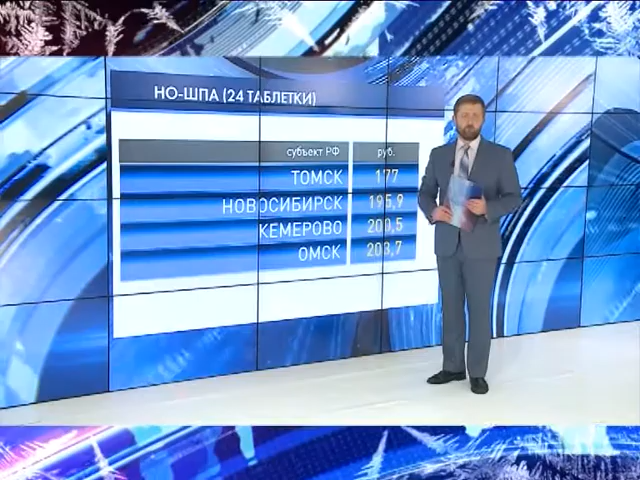 НО-ШПА (24 ТАБЛЕТКИ)
субъект РФ руб.
ТОМСК 177
НОВОСИБИРСК 195,9
КЕМЕРОВО 200,5
ОМСК 203,7